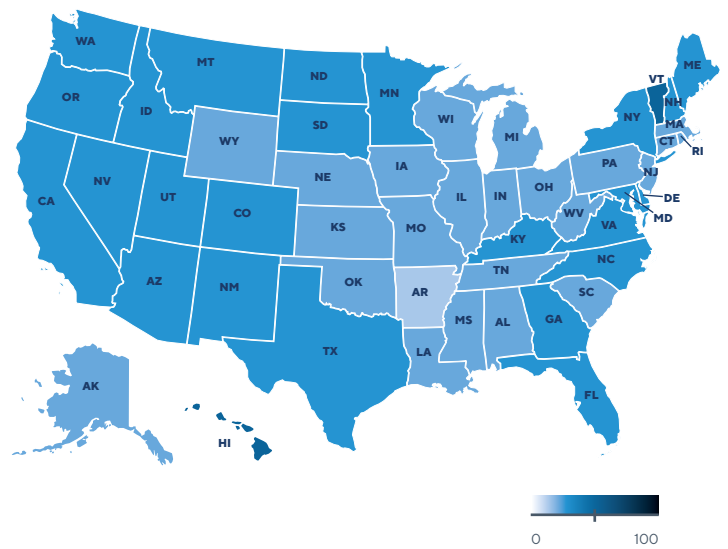 WA
MT
ND
MN
ME
VT
NH
OR
ID
SD
WI
NY
MA
WY
MI
CT
RI
IA
PA
NJ
NE
OH
NV
UT
IL
IN
DE
CA
CO
WV
MD
KS
MO
VA
KY
NC
TN
AZ
NM
OK
AR
SC
MS
AL
GA
TX
LA
AK
FL
HI
0 100